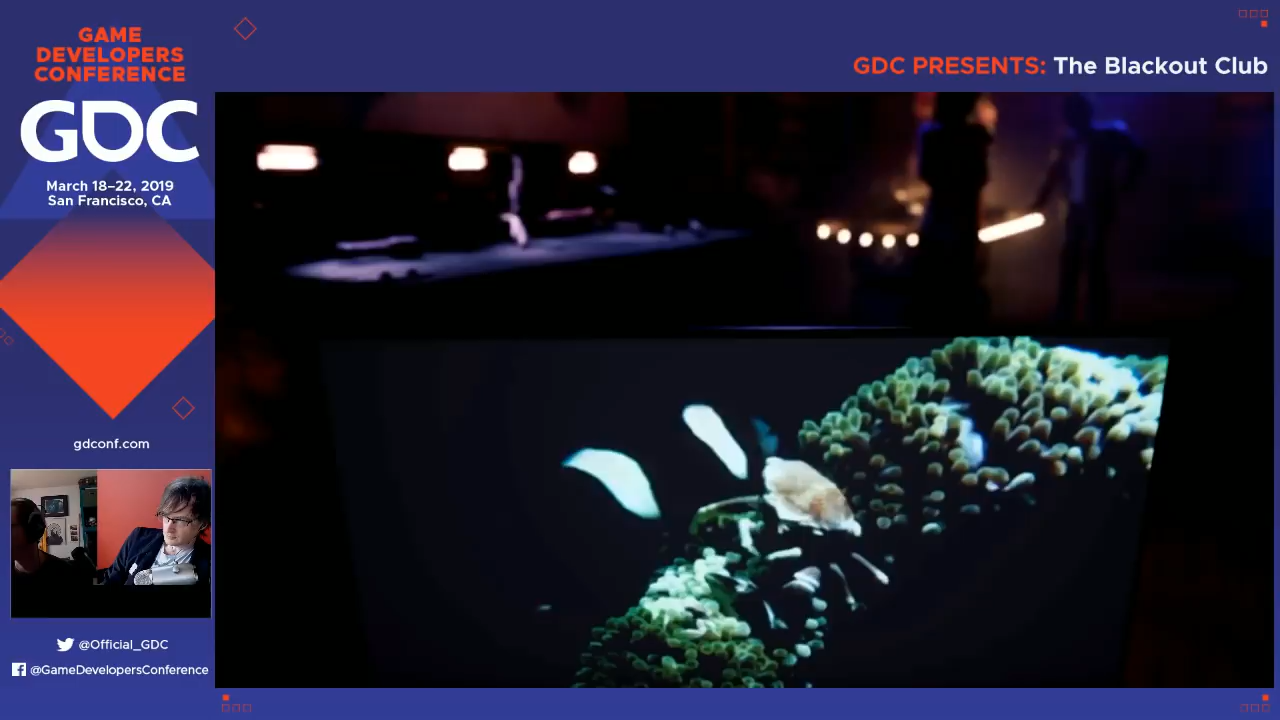 GAME
DEVELOPERS
CONFERENCE
GDC
March 18–22, 2019
San Francisco, CA
gdconf.com
@Official_GDC
@GameDevelopersConference
GDC PRESENTS: The Blackout Club